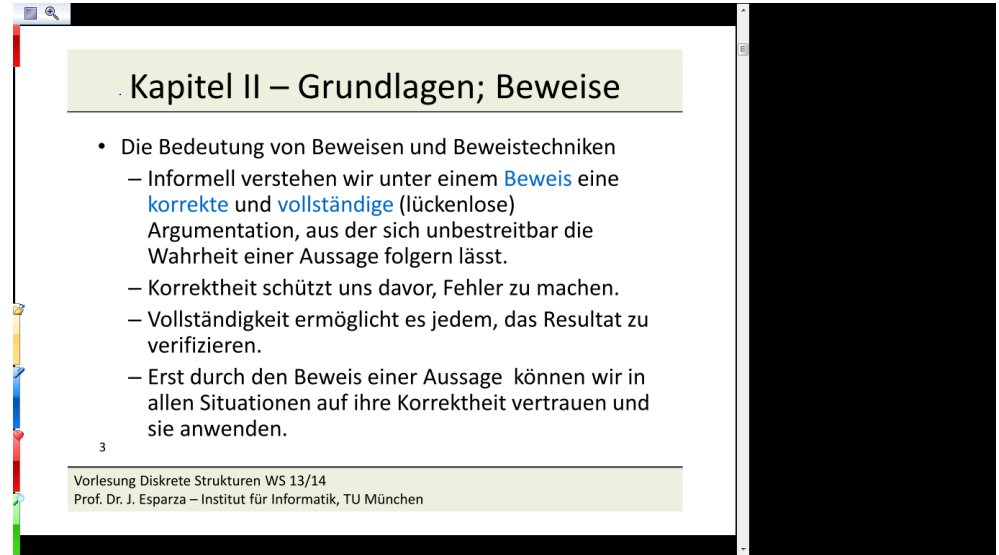 Kapitel II – Grundlagen; Beweise
• Die Bedeutung von Beweisen und Beweistechniken
– Informell verstehen wir unter einem Beweis eine
korrekte und vollständige (lückenlose)
Argumentation, aus der sich unbestreitbar die
Wahrheit einer Aussage folgern lässt.
– Korrektheit schützt uns davor, Fehler zu machen.
– Vollständigkeit ermöglicht es jedem, das Resultat zu
verifizieren.
– Erst durch den Beweis einer Aussage können wir in
allen Situationen auf ihre Korrektheit vertrauen und
sie anwenden.
3
Vorlesung Diskrete Strukturen WS 13/14
Prof. Dr. J. Esparza – Institut für Informatik, TU München